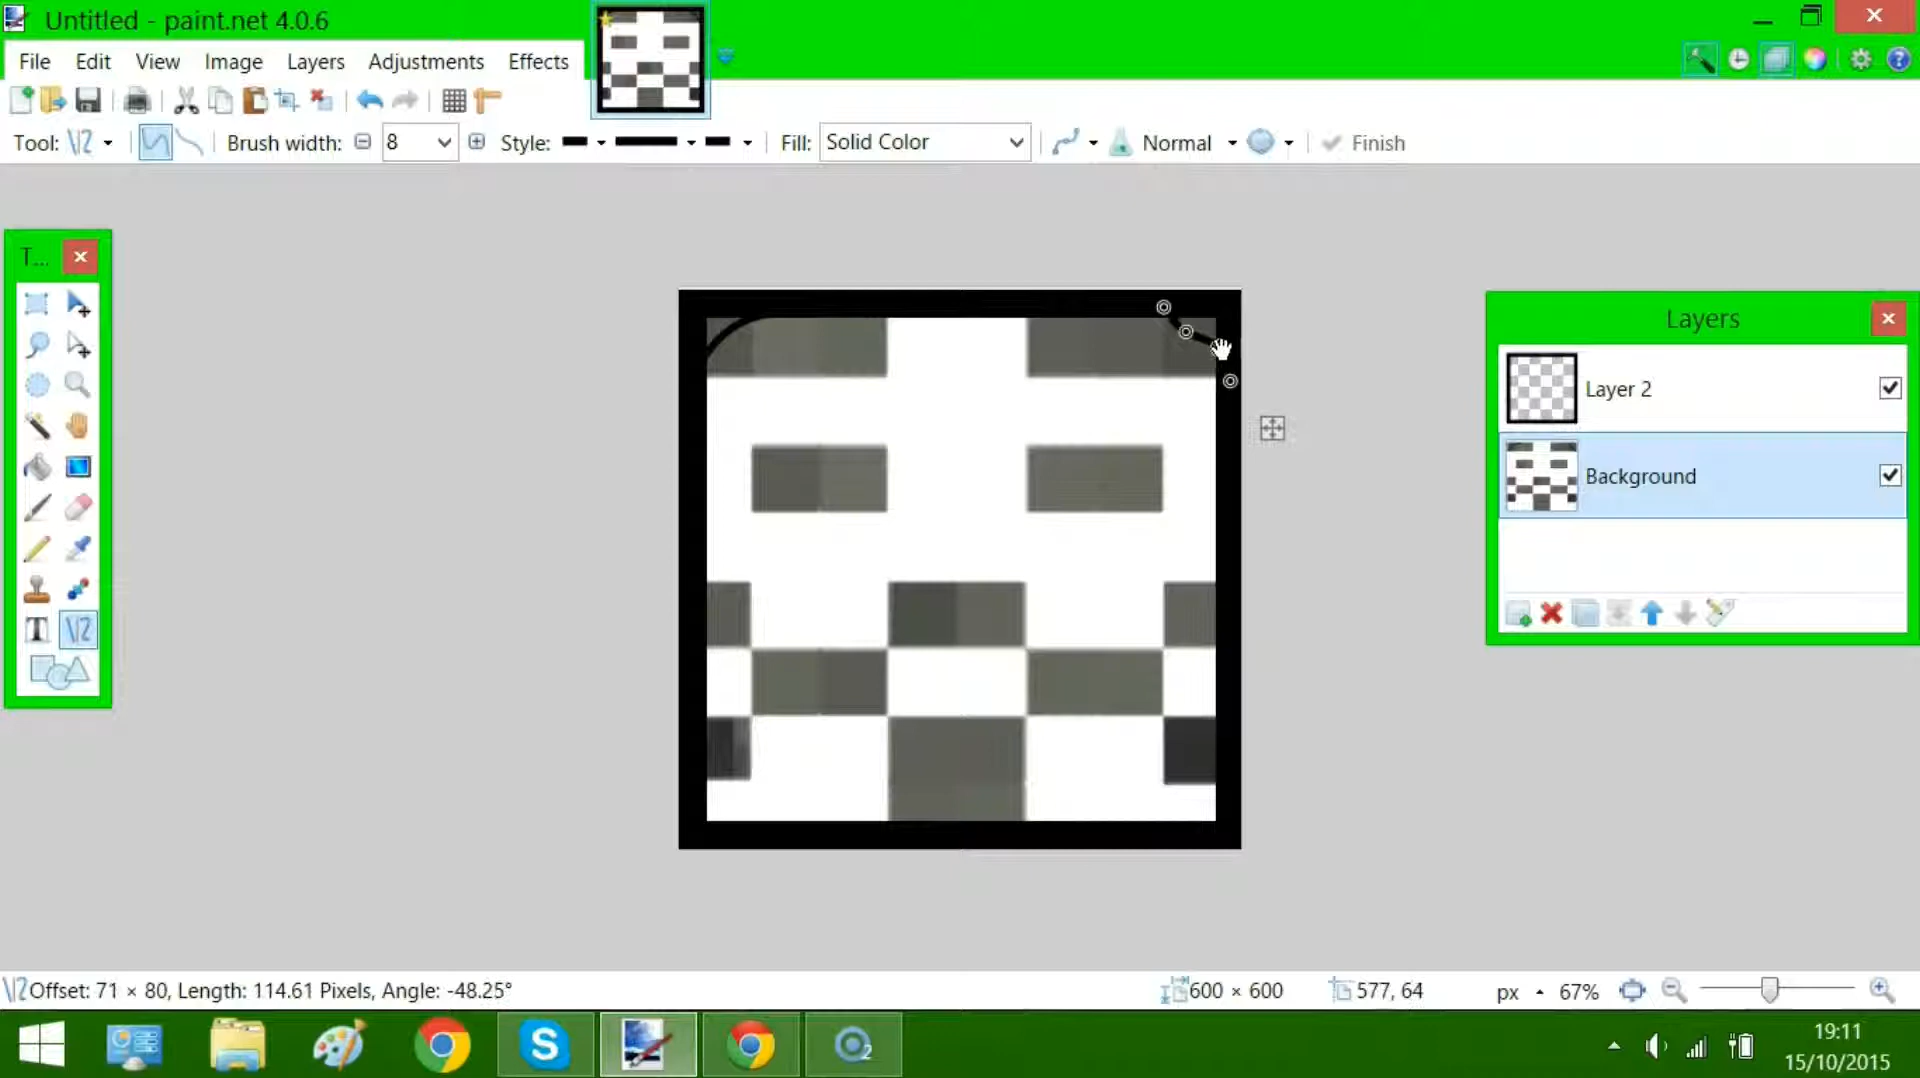 Untitled - paint.net 4.0.6
File Edit View Image Layers Adjustments Effects
Tool: Brush width: 8 Style: Fill: Solid Color Normal Finish
T...
Layers
Layer 2
Background
Offset: 71 × 80, Length: 114.61 Pixels, Angle: -48.25°
600 × 600
577, 64
px
67%
19:11
15/10/2015